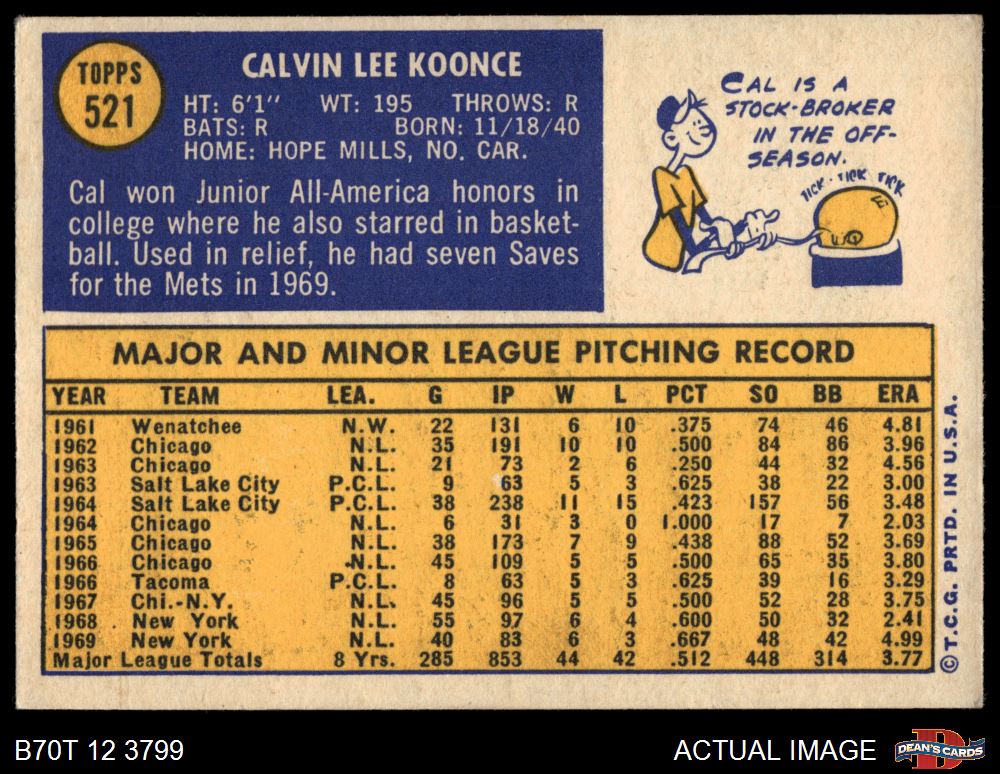 TOPPS
521
CALVIN LEE KOONCE
HT: 6'1" WT: 195 THROWS: R
BATS: R BORN: 11/18/40
HOME: HOPE MILLS, NO. CAR.
Cal won Junior All-America honors in
college where he also starred in basket-
ball. Used in relief, he had seven Saves
for the Mets in 1969.
CAL IS A
STOCK-BROKER
IN THE OFF-
SEASON.
TICK - TICK TICK
MAJOR AND MINOR LEAGUE PITCHING RECORD
YEAR TEAM LEA. G IP W L PCT SO BB ERA
1961 Wenatchee N.W. 22 131 6 10 .375 74 46 4.81
1962 Chicago N.L. 35 191 10 10 .500 84 86 3.96
1963 Chicago N.L. 21 73 2 6 .250 44 32 4.56
1963 Salt Lake City P.C.L. 9 63 5 3 .625 38 22 3.00
1964 Salt Lake City P.C.L. 38 238 11 15 .423 157 56 3.48
1964 Chicago N.L. 6 31 3 0 1.000 17 7 2.03
1965 Chicago N.L. 38 173 7 9 .438 88 52 3.69
1966 Chicago N.L. 45 109 5 5 .500 65 35 3.80
1966 Tacoma P.C.L. 8 63 5 3 .625 39 16 3.29
1967 Chi.-N.Y. N.L. 45 96 5 5 .500 52 28 3.75
1968 New York N.L. 55 97 6 4 .600 50 32 2.41
1969 New York N.L. 40 83 6 3 .667 48 42 4.99
Major League Totals 8 Yrs. 285 853 44 42 .512 448 314 3.77
© T.C.G. PRTD. IN U.S.A.
B70T 12 3799
ACTUAL IMAGE
DEAN'S CARDS